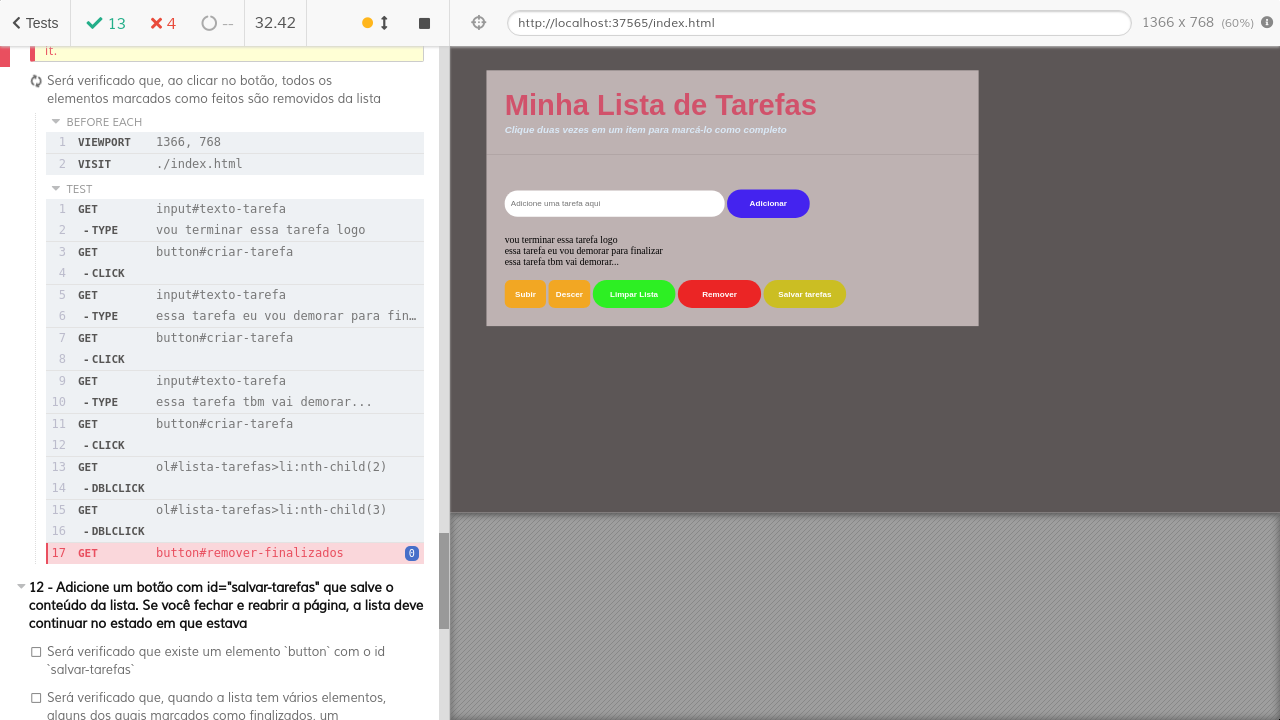 Tests
13
4
--
32.42
http://localhost:37565/index.html
1366 x 768 (60%)
it.
Será verificado que, ao clicar no botão, todos os
elementos marcados como feitos são removidos da lista
BEFORE EACH
1 VIEWPORT 1366, 768
2 VISIT ./index.html
TEST
1 GET input#texto-tarefa
2 - TYPE vou terminar essa tarefa logo
3 GET button#criar-tarefa
4 - CLICK
5 GET input#texto-tarefa
6 - TYPE essa tarefa eu vou demorar para fin…
7 GET button#criar-tarefa
8 - CLICK
9 GET input#texto-tarefa
10 - TYPE essa tarefa tbm vai demorar...
11 GET button#criar-tarefa
12 - CLICK
13 GET ol#lista-tarefas>li:nth-child(2)
14 - DBLCLICK
15 GET ol#lista-tarefas>li:nth-child(3)
16 - DBLCLICK
17 GET button#remover-finalizados 0
12 - Adicione um botão com id="salvar-tarefas" que salve o
conteúdo da lista. Se você fechar e reabrir a página, a lista deve
continuar no estado em que estava
Será verificado que existe um elemento `button` com o id
`salvar-tarefas`
Será verificado que, quando a lista tem vários elementos,
alguns dos quais marcados como finalizados, um
Minha Lista de Tarefas
Clique duas vezes em um item para marcá-lo como completo
Adicione uma tarefa aqui
Adicionar
vou terminar essa tarefa logo
essa tarefa eu vou demorar para finalizar
essa tarefa tbm vai demorar...
Subir Descer Limpar Lista Remover Salvar tarefas